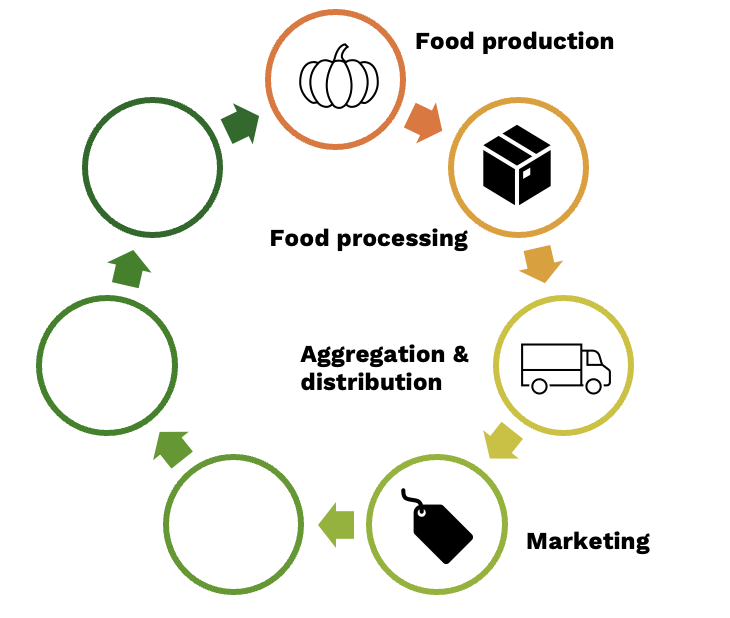 Food production
Food processing
Aggregation &
distribution
Marketing